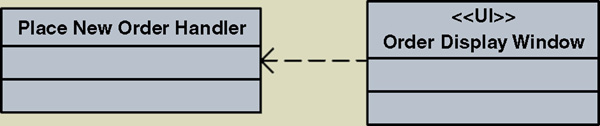 Place New Order Handler
<<UI>>
Order Display Window